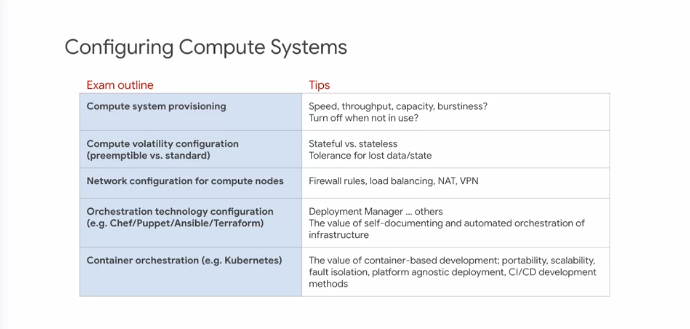 Configuring Compute Systems
Exam outline
Tips
Compute system provisioning
Speed, throughput, capacity, burstiness?
Turn off when not in use?
Compute volatility configuration
(preemptible vs. standard)
Stateful vs. stateless
Tolerance for lost data/state
Network configuration for compute nodes
Firewall rules, load balancing, NAT, VPN
Orchestration technology configuration
(e.g. Chef/Puppet/Ansible/Terraform)
Deployment Manager ... others
The value of self-documenting and automated orchestration of
infrastructure
Container orchestration (e.g. Kubernetes)
The value of container-based development: portability, scalability,
fault isolation, platform agnostic deployment, CI/CD development
methods